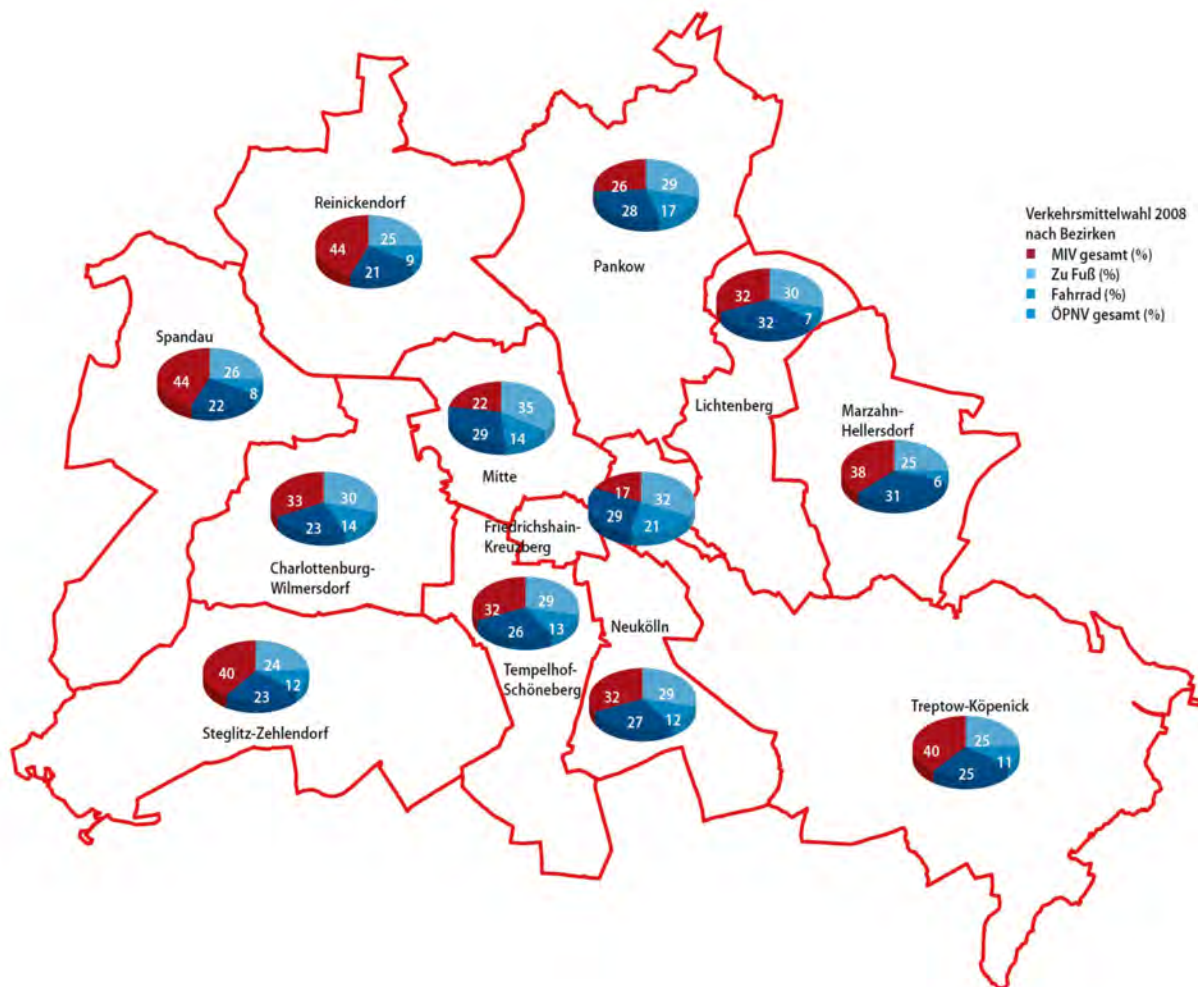 Verkehrsmittelwahl 2008
nach Bezirken
MIV gesamt (%)
Zu Fuß (%)
Fahrrad (%)
ÖPNV gesamt (%)
26
29
28
17
Pankow
Reinickendorf
44
25
21
9
32
30
32
7
Lichtenberg
Spandau
44
26
22
8
22
35
29
14
Mitte
Marzahn-
Hellersdorf
38
25
31
6
33
30
23
14
Charlottenburg-
Wilmersdorf
17
32
29
21
Friedrichshain-
Kreuzberg
32
29
26
13
Tempelhof-
Schöneberg
Neukölln
32
29
27
12
40
24
23
12
Steglitz-Zehlendorf
Treptow-Köpenick
40
25
25
11